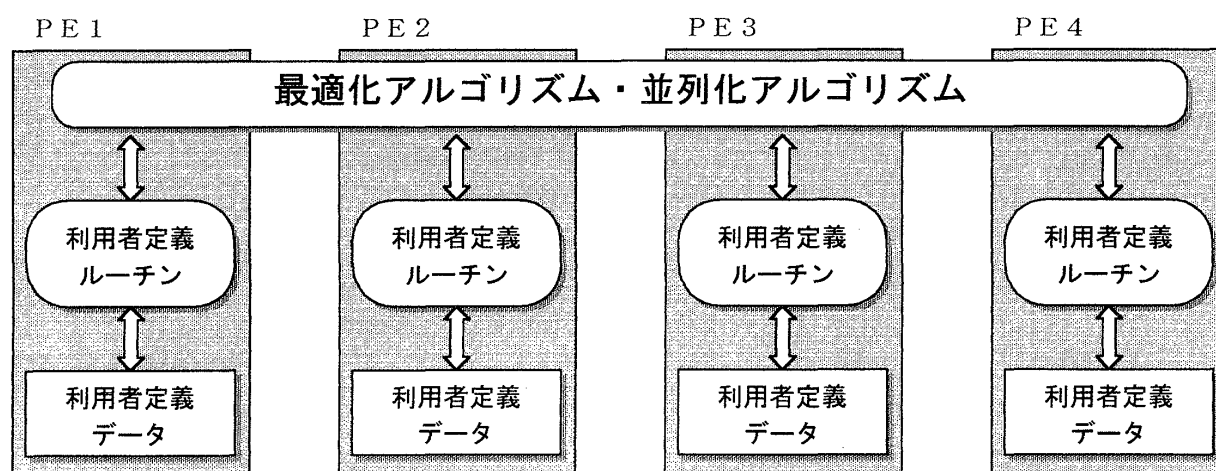 ＰＥ１
ＰＥ２
ＰＥ３
ＰＥ４
最適化アルゴリズム・並列化アルゴリズム
利用者定義
ルーチン
利用者定義
ルーチン
利用者定義
ルーチン
利用者定義
ルーチン
利用者定義
データ
利用者定義
データ
利用者定義
データ
利用者定義
データ